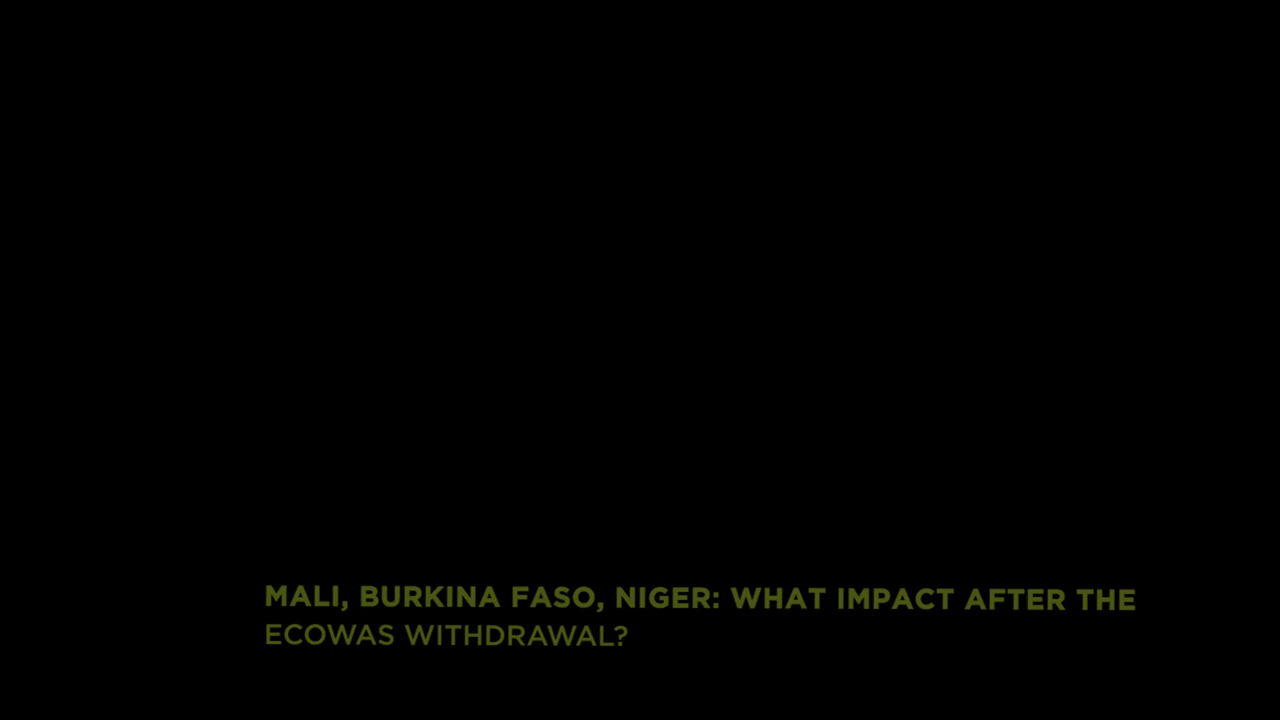 MALI, BURKINA FASO, NIGER: WHAT IMPACT AFTER THE
ECOWAS WITHDRAWAL?